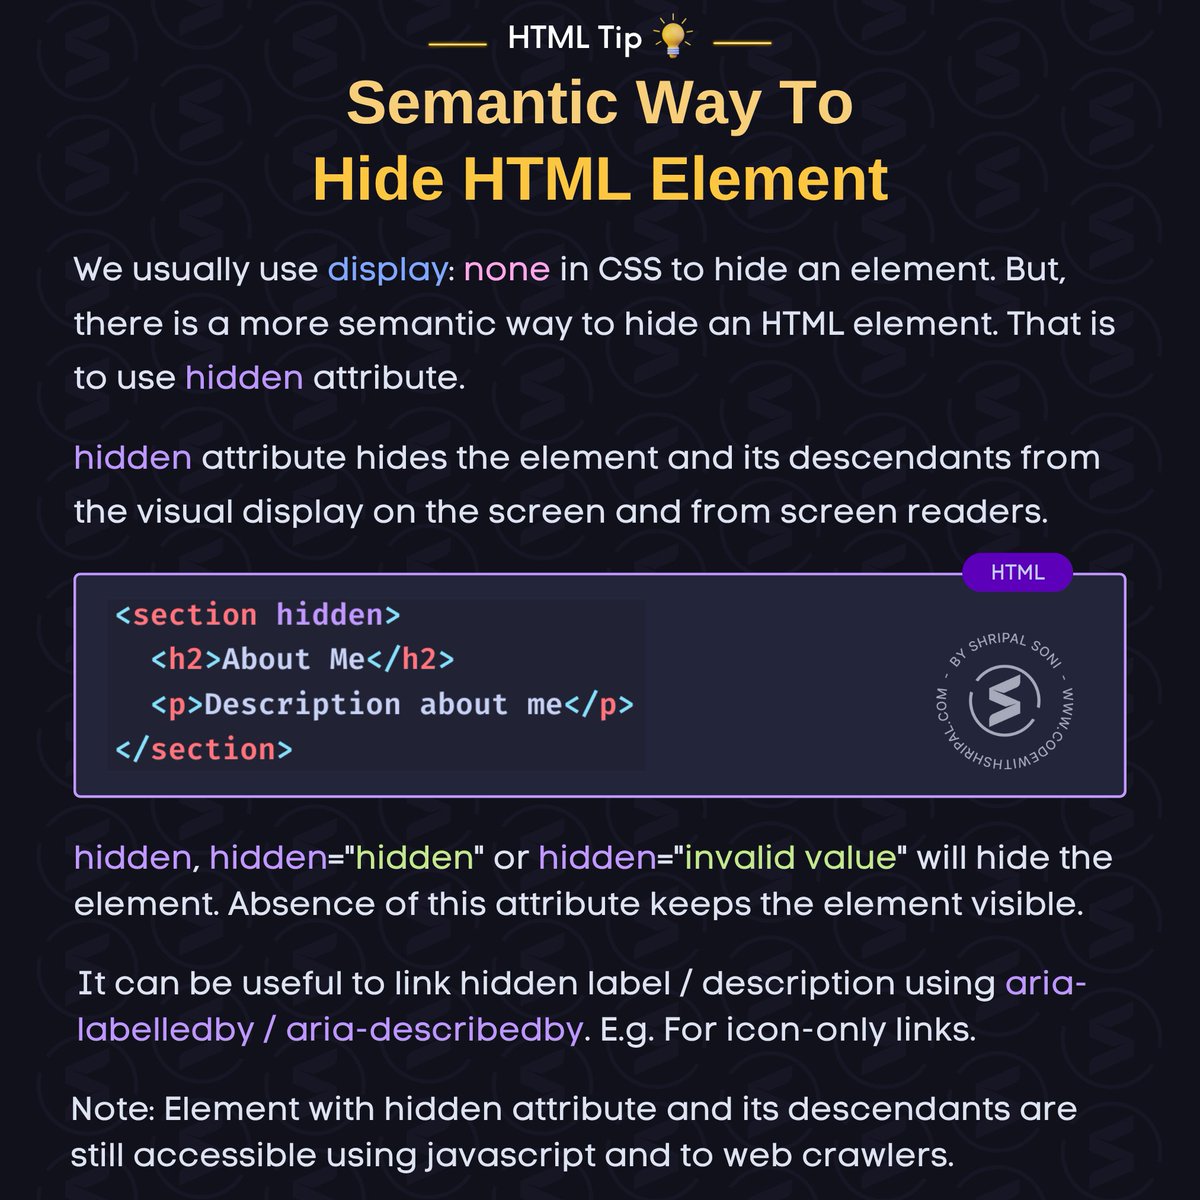 HTML Tip
Semantic Way To
Hide HTML Element
We usually use display: none in CSS to hide an element. But,
there is a more semantic way to hide an HTML element. That is
to use hidden attribute.
hidden attribute hides the element and its descendants from
the visual display on the screen and from screen readers.
HTML
<section hidden>
  <h2>About Me</h2>
  <p>Description about me</p>
</section>
- BY SHRIPAL SONI - WWW.CODEWITHSHRIPAL.COM
hidden, hidden="hidden" or hidden="invalid value" will hide the
element. Absence of this attribute keeps the element visible.
It can be useful to link hidden label / description using aria-
labelledby / aria-describedby. E.g. For icon-only links.
Note: Element with hidden attribute and its descendants are
still accessible using javascript and to web crawlers.